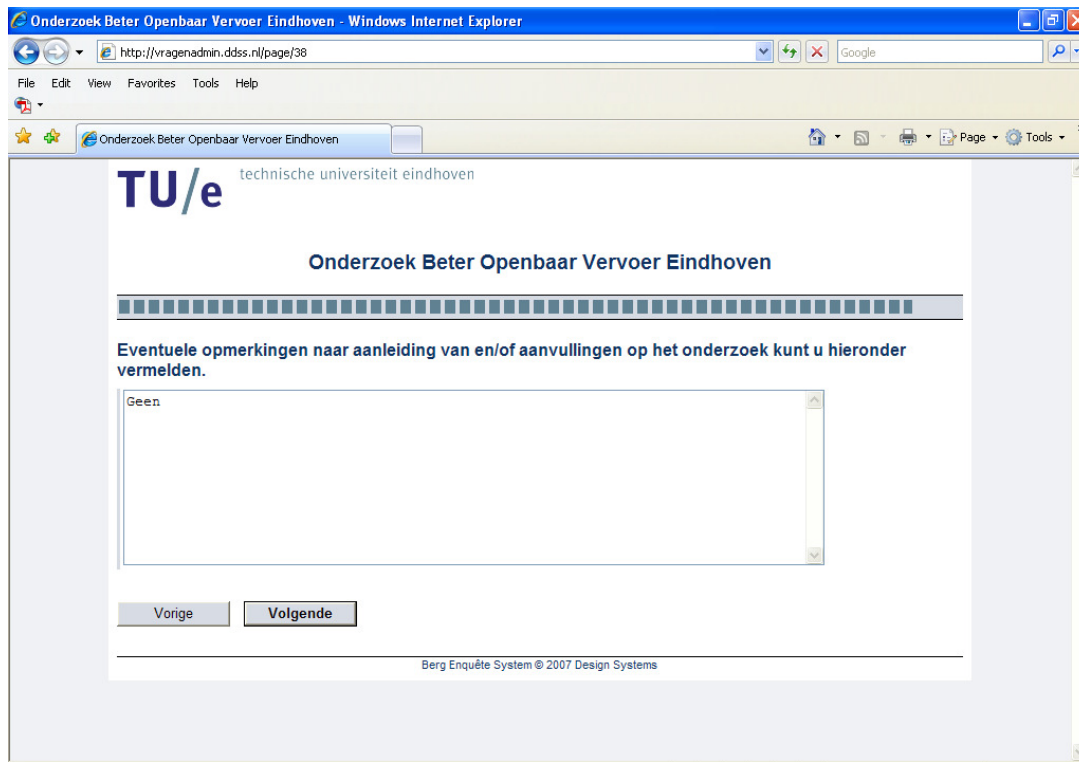 Onderzoek Beter Openbaar Vervoer Eindhoven - Windows Internet Explorer
http://vragenadmin.ddss.nl/page/38
Google
File Edit View Favorites Tools Help
Onderzoek Beter Openbaar Vervoer Eindhoven
Page Tools
TU/e technische universiteit eindhoven
Onderzoek Beter Openbaar Vervoer Eindhoven
Eventuele opmerkingen naar aanleiding van en/of aanvullingen op het onderzoek kunt u hieronder
vermelden.
Geen
Vorige Volgende
Berg Enquête System © 2007 Design Systems